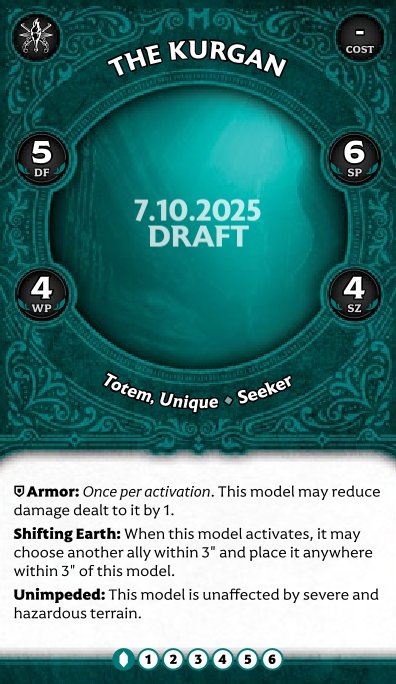 THE KURGAN
-
COST
5
DF
6
SP
7.10.2025
DRAFT
4
WP
4
SZ
Totem, Unique ◆ Seeker
Armor: Once per activation. This model may reduce
damage dealt to it by 1.
Shifting Earth: When this model activates, it may
choose another ally within 3" and place it anywhere
within 3" of this model.
Unimpeded: This model is unaffected by severe and
hazardous terrain.
1 2 3 4 5 6